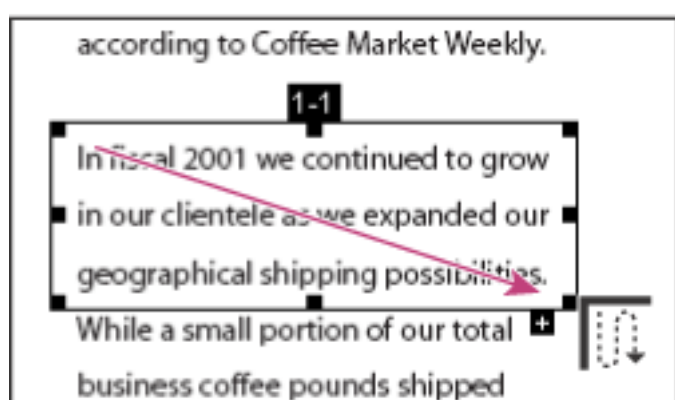 according to Coffee Market Weekly.
1-1
In fiscal 2001 we continued to grow
in our clientele as we expanded our
geographical shipping possibilities.
While a small portion of our total
+
business coffee pounds shipped